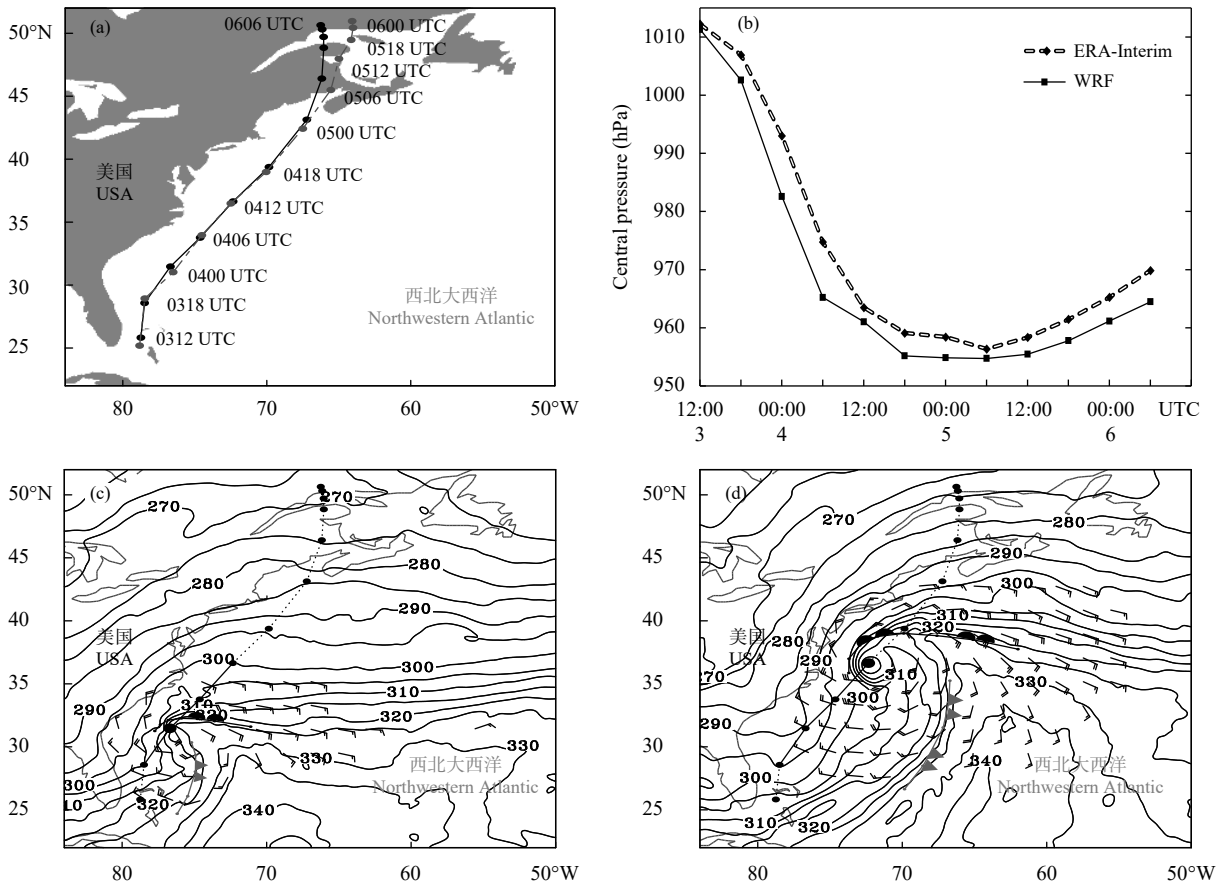 (a)
50°N
45
40
35
30
25
80
70
60
50°W
0606 UTC
0600 UTC
0518 UTC
0512 UTC
0506 UTC
0500 UTC
0418 UTC
0412 UTC
0406 UTC
0400 UTC
0318 UTC
0312 UTC
美国
USA
西北大西洋
Northwestern Atlantic
(b)
Central pressure (hPa)
1010
1000
990
980
970
960
950
ERA-Interim
WRF
12:00 00:00 12:00 00:00 12:00 00:00 UTC
3 4 5 6
(c)
50°N
45
40
35
30
25
80
70
60
50°W
270
270
280
280
290
290
300
300
310
310
320
320
330
330
340
290
300
10
320
340
美国
USA
西北大西洋
Northwestern Atlantic
(d)
80
70
60
50°W
270
280
290
300
310
320
280
290
300
310
330
340
270
290
300
310
320
美国
USA
西北大西洋
Northwestern Atlantic